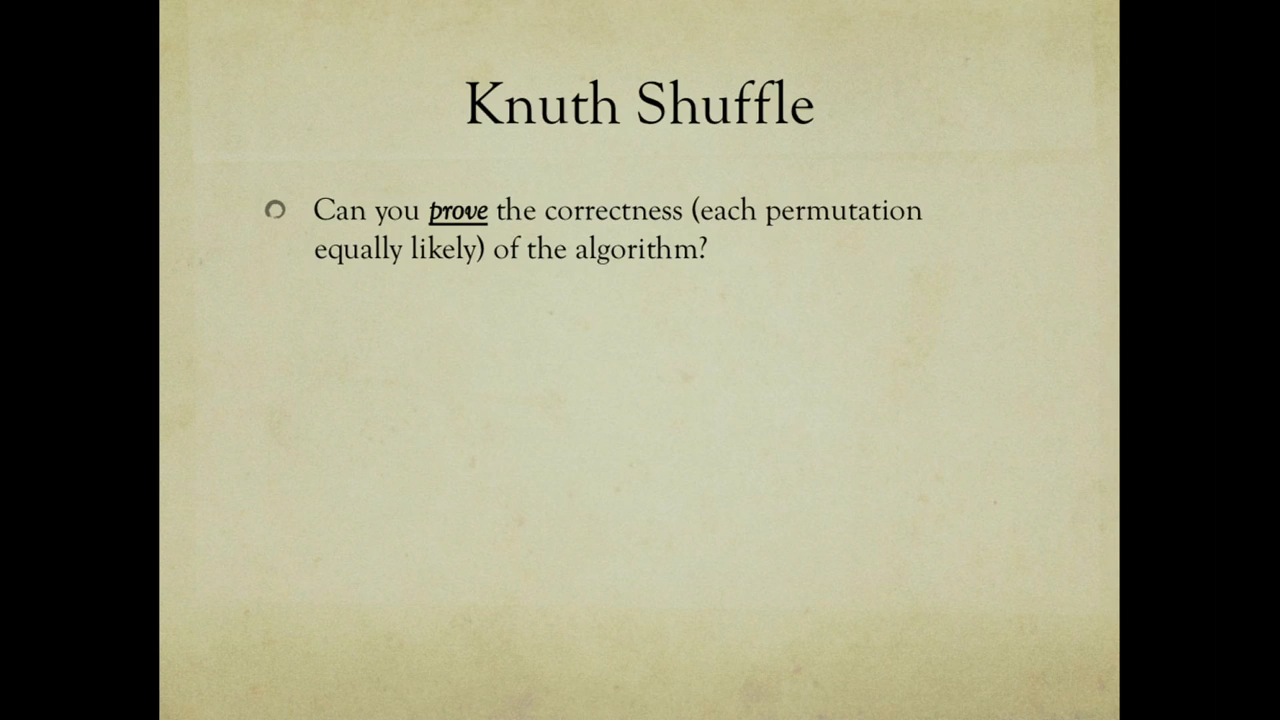 Knuth Shuffle
Can you prove the correctness (each permutation
equally likely) of the algorithm?